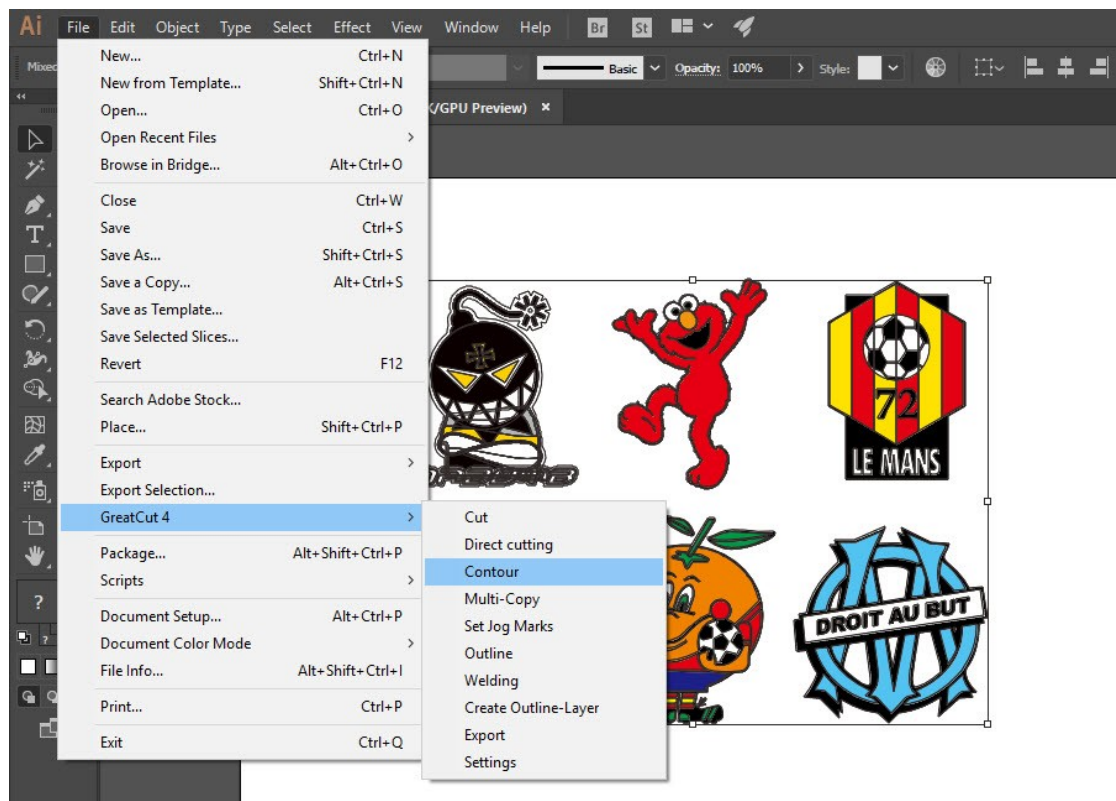 Ai File Edit Object Type Select Effect View Window Help Br St
Mixed Basic Opacity: 100% Style:
/GPU Preview) ×
New... Ctrl+N
New from Template... Shift+Ctrl+N
Open... Ctrl+O
Open Recent Files
Browse in Bridge... Alt+Ctrl+O
Close Ctrl+W
Save Ctrl+S
Save As... Shift+Ctrl+S
Save a Copy... Alt+Ctrl+S
Save as Template...
Save Selected Slices...
Revert F12
Search Adobe Stock...
Place... Shift+Ctrl+P
Export
Export Selection...
GreatCut 4
Package... Alt+Shift+Ctrl+P
Scripts
Document Setup... Alt+Ctrl+P
Document Color Mode
File Info... Alt+Shift+Ctrl+I
Print... Ctrl+P
Exit Ctrl+Q
Cut
Direct cutting
Contour
Multi-Copy
Set Jog Marks
Outline
Welding
Create Outline-Layer
Export
Settings
72
LE MANS
DROIT AU BUT